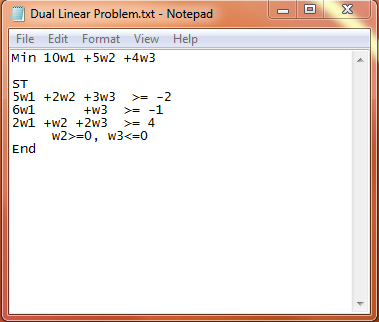 Dual Linear Problem.txt - Notepad
File Edit Format View Help
Min 10w1 +5w2 +4w3
ST
5w1 +2w2 +3w3  >= -2
6w1      +w3  >= -1
2w1 +w2 +2w3  >= 4
     w2>=0, w3<=0
End